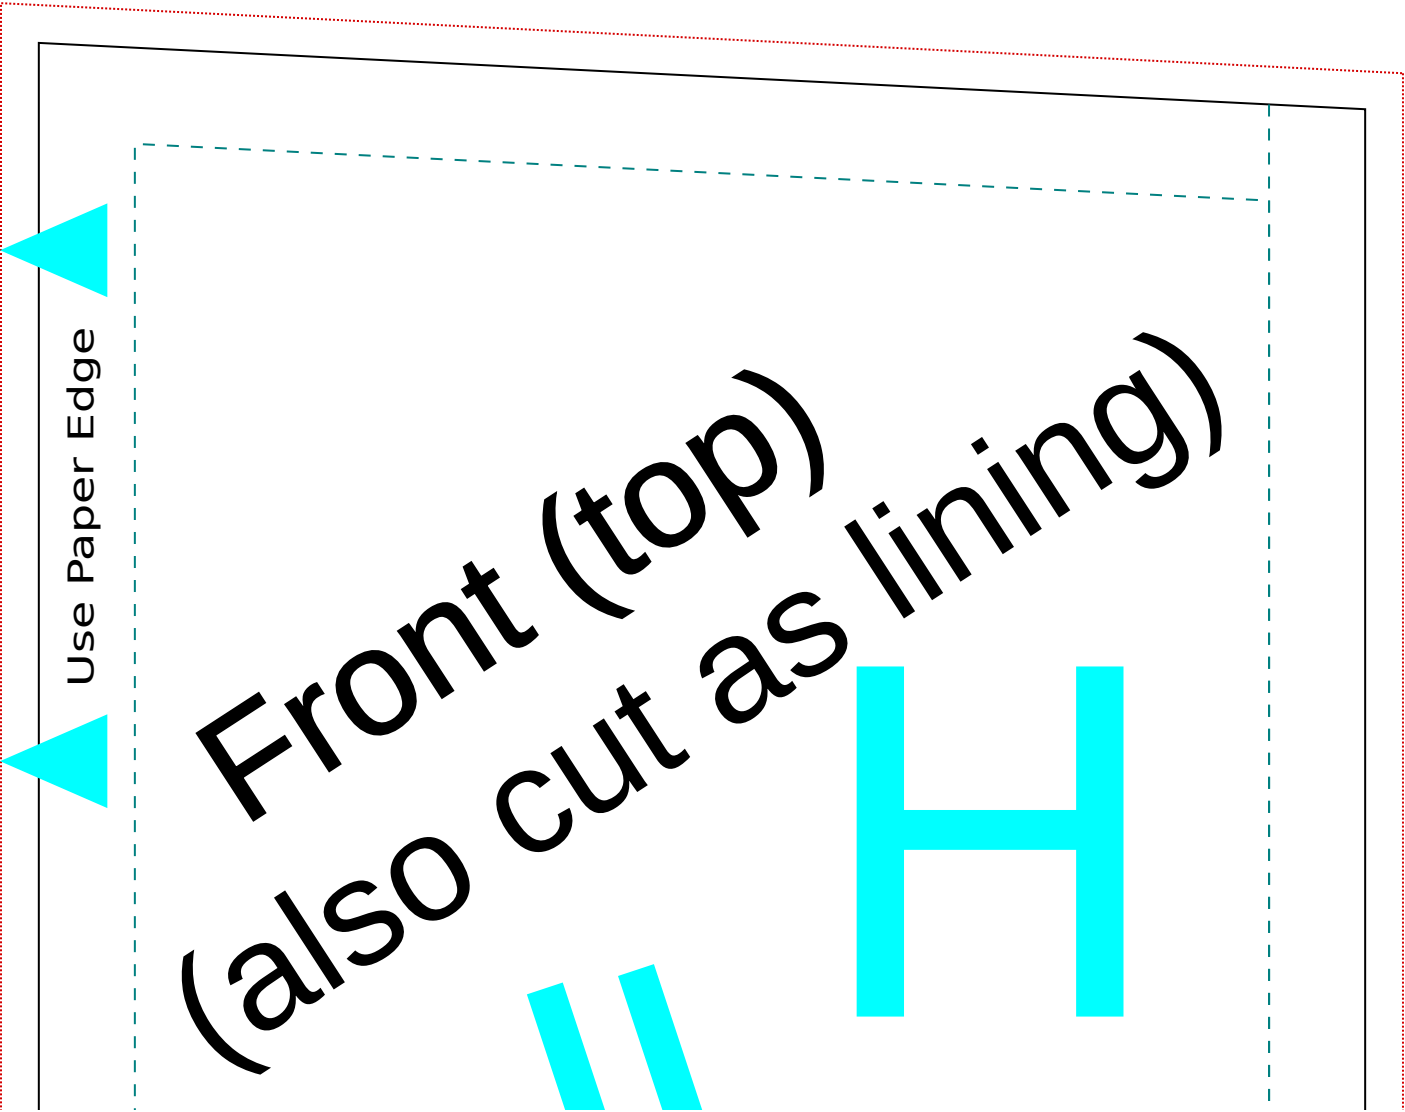 Use Paper Edge
Front (top)
(also cut as lining)
H